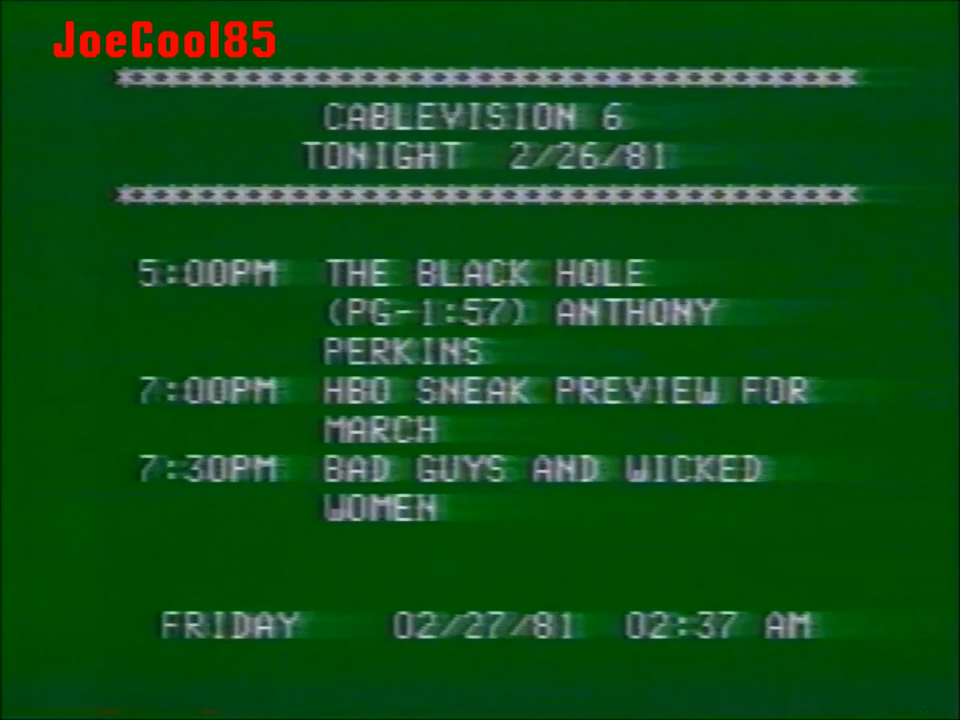 JoeCool85
********************************
CABLEVISION 6
TONIGHT 2/26/81
********************************
5:00PM THE BLACK HOLE
(PG-1:57) ANTHONY
PERKINS
7:00PM HBO SNEAK PREVIEW FOR
MARCH
7:30PM BAD GUYS AND WICKED
WOMEN
FRIDAY 02/27/81 02:37 AM